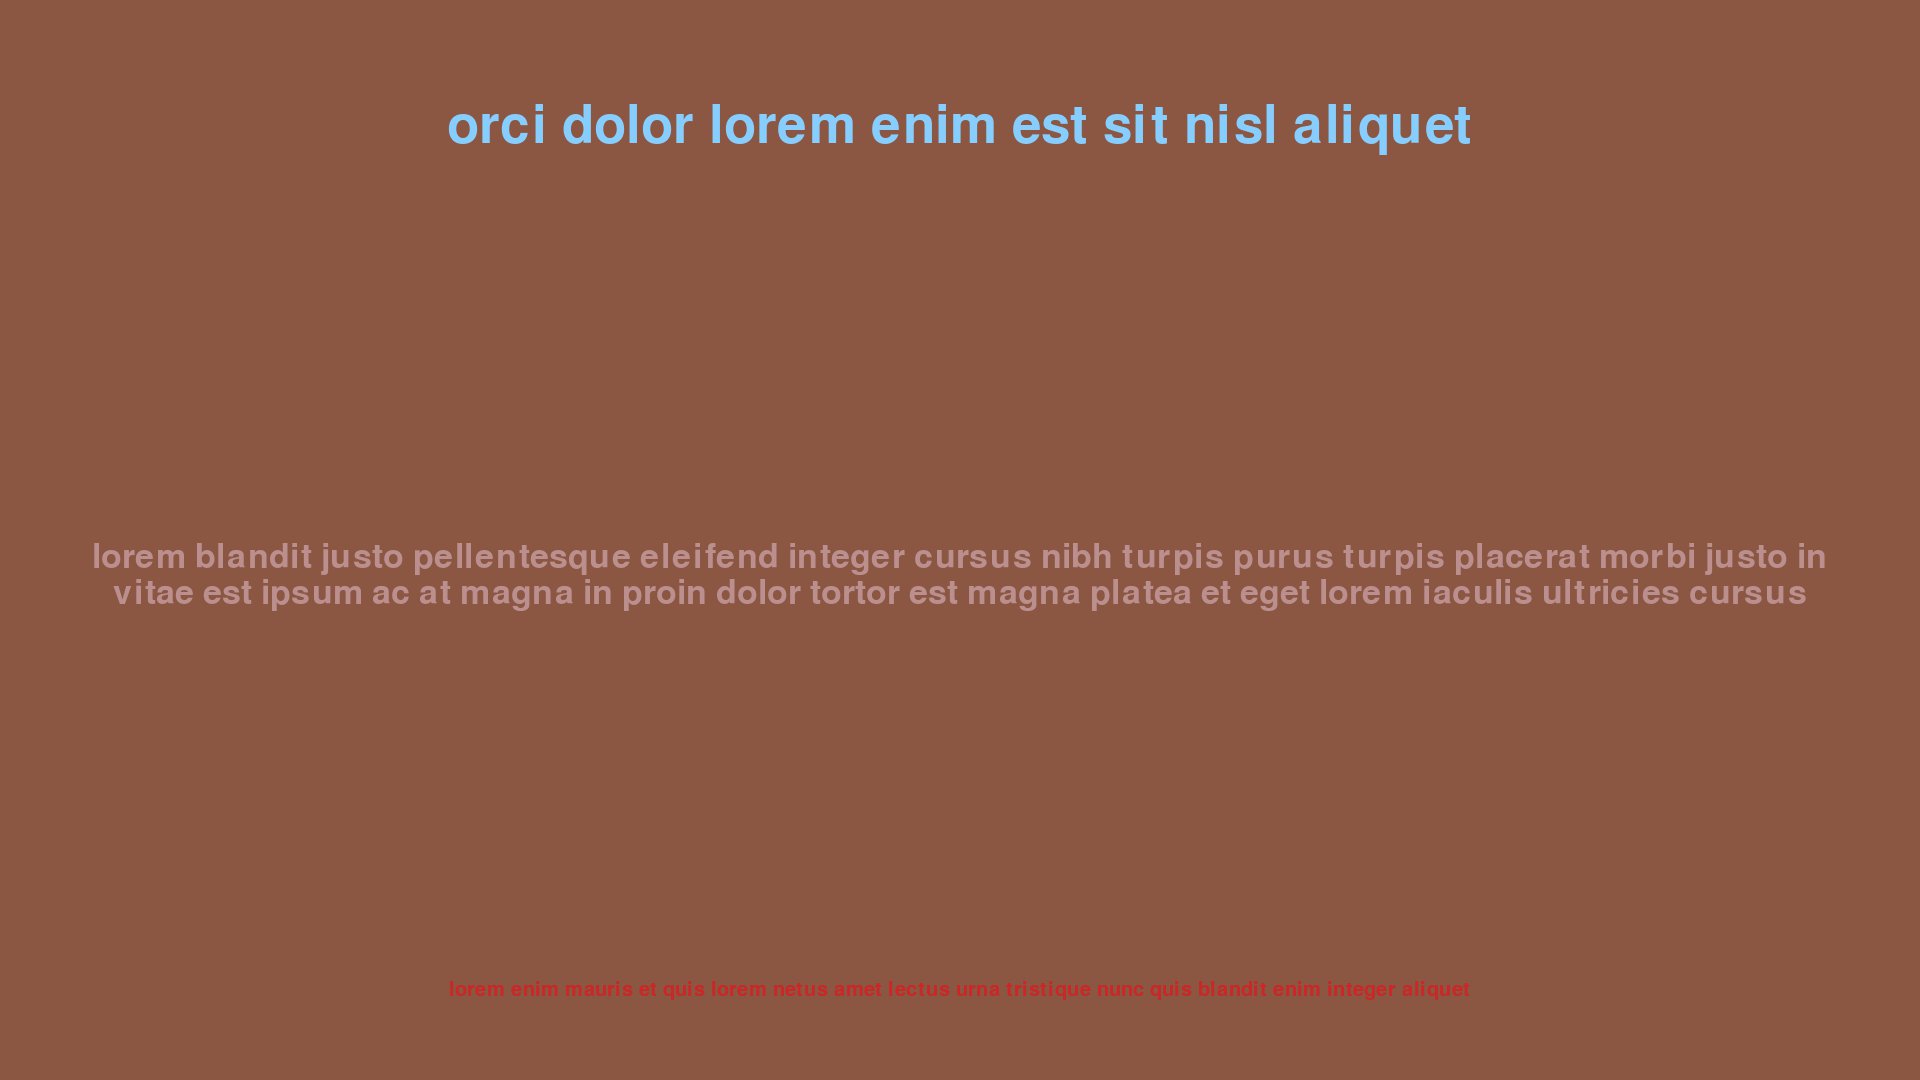 orci dolor lorem enim est sit nisl aliquet
lorem blandit justo pellentesque eleifend integer cursus nibh turpis purus turpis placerat morbi justo in
vitae est ipsum ac at magna in proin dolor tortor est magna platea et eget lorem iaculis ultricies cursus
lorem enim mauris et quis lorem netus amet lectus urna tristique nunc quis blandit enim integer aliquet